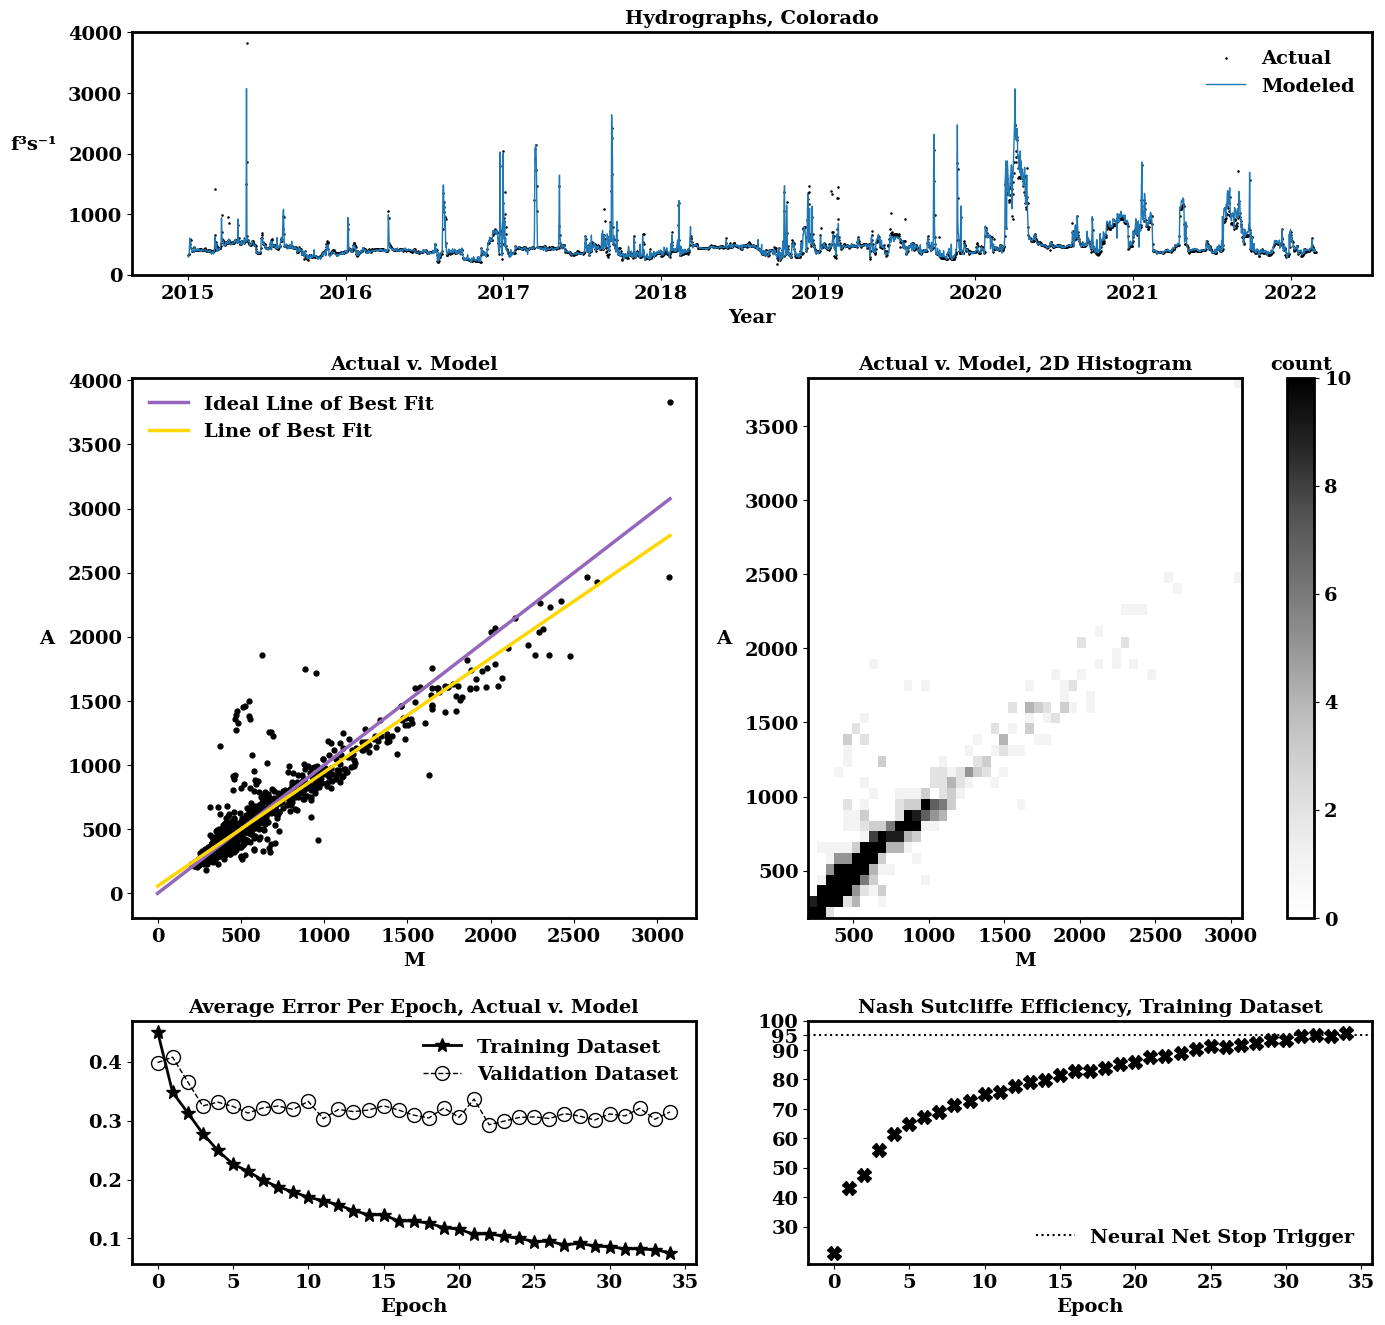 Hydrographs, Colorado
4000
3000
2000
1000
0
f³s⁻¹
Actual
Modeled
2015 2016 2017 2018 2019 2020 2021 2022
Year
Actual v. Model
4000
3500
3000
2500
2000
1500
1000
500
0
A
Ideal Line of Best Fit
Line of Best Fit
0 500 1000 1500 2000 2500 3000
M
Actual v. Model, 2D Histogram
3500
3000
2500
2000
1500
1000
500
A
500 1000 1500 2000 2500 3000
M
count
10
8
6
4
2
0
Average Error Per Epoch, Actual v. Model
0.4
0.3
0.2
0.1
Training Dataset
Validation Dataset
0 5 10 15 20 25 30 35
Epoch
Nash Sutcliffe Efficiency, Training Dataset
100
95
90
80
70
60
50
40
30
Neural Net Stop Trigger
0 5 10 15 20 25 30 35
Epoch